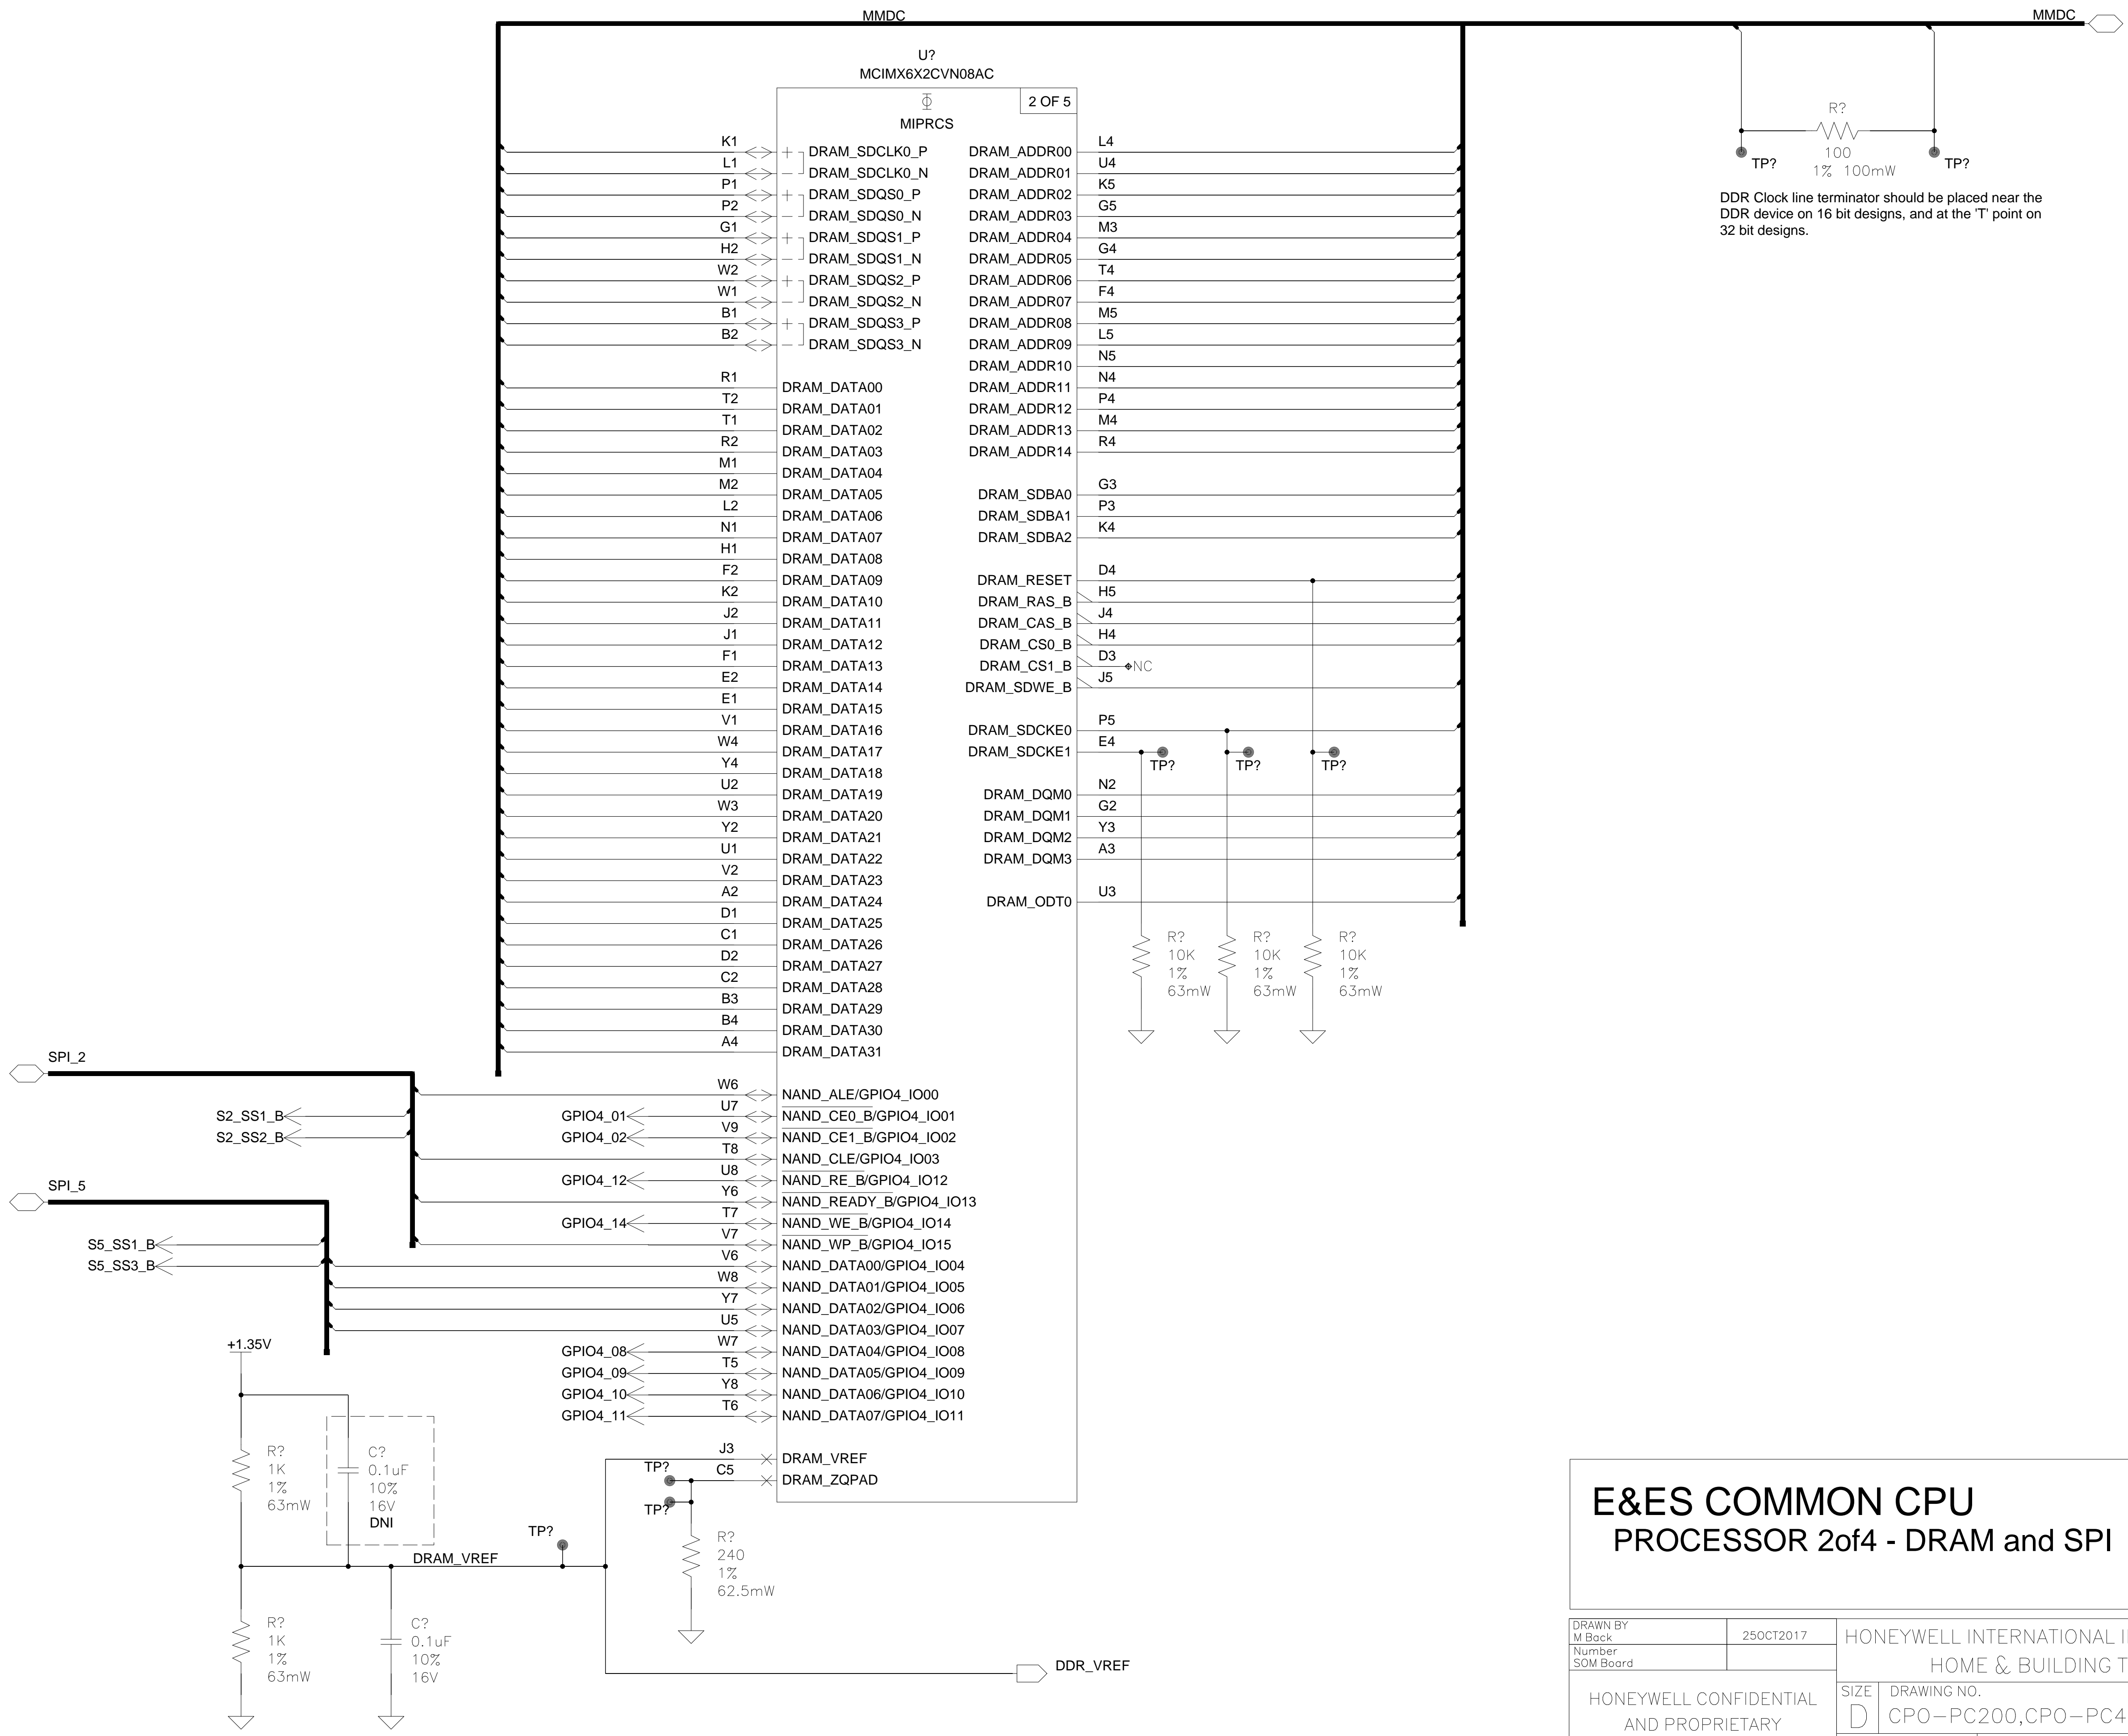 MMDC
MMDC
U?
MCIMX6X2CVN08AC
2 OF 5
MIPRCS
K1 DRAM_SDCLK0_P
L1 DRAM_SDCLK0_N
P1 DRAM_SDQS0_P
P2 DRAM_SDQS0_N
G1 DRAM_SDQS1_P
H2 DRAM_SDQS1_N
W2 DRAM_SDQS2_P
W1 DRAM_SDQS2_N
B1 DRAM_SDQS3_P
B2 DRAM_SDQS3_N
R1 DRAM_DATA00
T2 DRAM_DATA01
T1 DRAM_DATA02
R2 DRAM_DATA03
M1 DRAM_DATA04
M2 DRAM_DATA05
L2 DRAM_DATA06
N1 DRAM_DATA07
H1 DRAM_DATA08
F2 DRAM_DATA09
K2 DRAM_DATA10
J2 DRAM_DATA11
J1 DRAM_DATA12
F1 DRAM_DATA13
E2 DRAM_DATA14
E1 DRAM_DATA15
V1 DRAM_DATA16
W4 DRAM_DATA17
Y4 DRAM_DATA18
U2 DRAM_DATA19
W3 DRAM_DATA20
Y2 DRAM_DATA21
U1 DRAM_DATA22
V2 DRAM_DATA23
A2 DRAM_DATA24
D1 DRAM_DATA25
C1 DRAM_DATA26
D2 DRAM_DATA27
C2 DRAM_DATA28
B3 DRAM_DATA29
B4 DRAM_DATA30
A4 DRAM_DATA31
DRAM_ADDR00 L4
DRAM_ADDR01 U4
DRAM_ADDR02 K5
DRAM_ADDR03 G5
DRAM_ADDR04 M3
DRAM_ADDR05 G4
DRAM_ADDR06 T4
DRAM_ADDR07 F4
DRAM_ADDR08 M5
DRAM_ADDR09 L5
DRAM_ADDR10 N5
DRAM_ADDR11 N4
DRAM_ADDR12 P4
DRAM_ADDR13 M4
DRAM_ADDR14 R4
DRAM_SDBA0 G3
DRAM_SDBA1 P3
DRAM_SDBA2 K4
DRAM_RESET D4
DRAM_RAS_B H5
DRAM_CAS_B J4
DRAM_CS0_B H4
DRAM_CS1_B D3 NC
DRAM_SDWE_B J5
DRAM_SDCKE0 P5
DRAM_SDCKE1 E4
TP? TP? TP?
DRAM_DQM0 N2
DRAM_DQM1 G2
DRAM_DQM2 Y3
DRAM_DQM3 A3
DRAM_ODT0 U3
R? R? R?
10K 10K 10K
1% 1% 1%
63mW 63mW 63mW
R?
100
1% 100mW
TP? TP?
DDR Clock line terminator should be placed near the
DDR device on 16 bit designs, and at the 'T' point on
32 bit designs.
SPI_2
S2_SS1_B
S2_SS2_B
SPI_5
S5_SS1_B
S5_SS3_B
W6 NAND_ALE/GPIO4_IO00
GPIO4_01 U7 NAND_CE0_B/GPIO4_IO01
GPIO4_02 V9 NAND_CE1_B/GPIO4_IO02
T8 NAND_CLE/GPIO4_IO03
GPIO4_12 U8 NAND_RE_B/GPIO4_IO12
Y6 NAND_READY_B/GPIO4_IO13
GPIO4_14 T7 NAND_WE_B/GPIO4_IO14
V7 NAND_WP_B/GPIO4_IO15
V6 NAND_DATA00/GPIO4_IO04
W8 NAND_DATA01/GPIO4_IO05
Y7 NAND_DATA02/GPIO4_IO06
U5 NAND_DATA03/GPIO4_IO07
GPIO4_08 W7 NAND_DATA04/GPIO4_IO08
GPIO4_09 T5 NAND_DATA05/GPIO4_IO09
GPIO4_10 Y8 NAND_DATA06/GPIO4_IO10
GPIO4_11 T6 NAND_DATA07/GPIO4_IO11
J3 DRAM_VREF
C5 DRAM_ZQPAD
TP?
TP?
R?
240
1%
62.5mW
+1.35V
R?
1K
1%
63mW
C?
0.1uF
10%
16V
DNI
DRAM_VREF
TP?
R?
1K
1%
63mW
C?
0.1uF
10%
16V
DDR_VREF
E&ES COMMON CPU
PROCESSOR 2of4 - DRAM and SPI
DRAWN BY
M Back
25OCT2017
Number
SOM Board
HONEYWELL INTERNATIONAL I
HOME & BUILDING T
HONEYWELL CONFIDENTIAL
AND PROPRIETARY
SIZE
D
DRAWING NO.
CPO-PC200,CPO-PC4